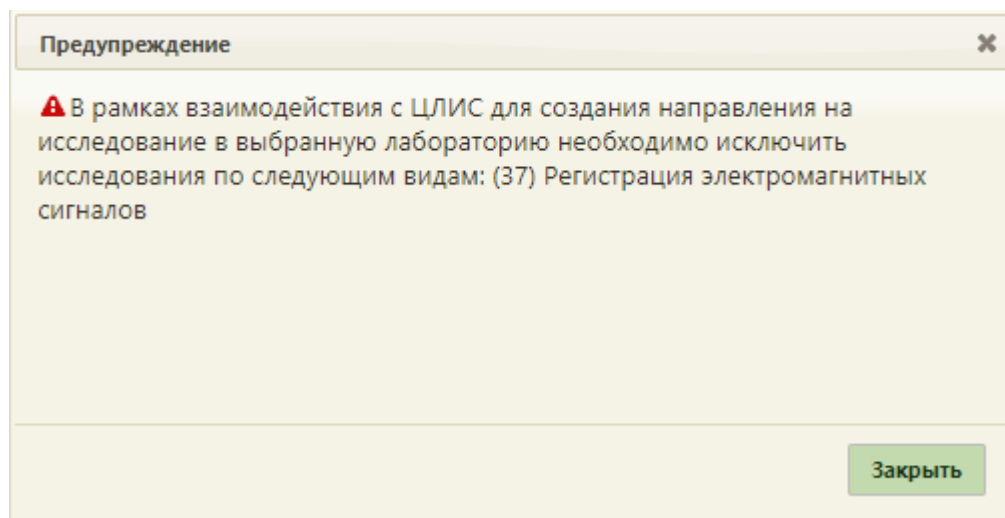 Предупреждение
В рамках взаимодействия с ЦЛИС для создания направления на
исследование в выбранную лабораторию необходимо исключить
исследования по следующим видам: (37) Регистрация электромагнитных
сигналов
Закрыть